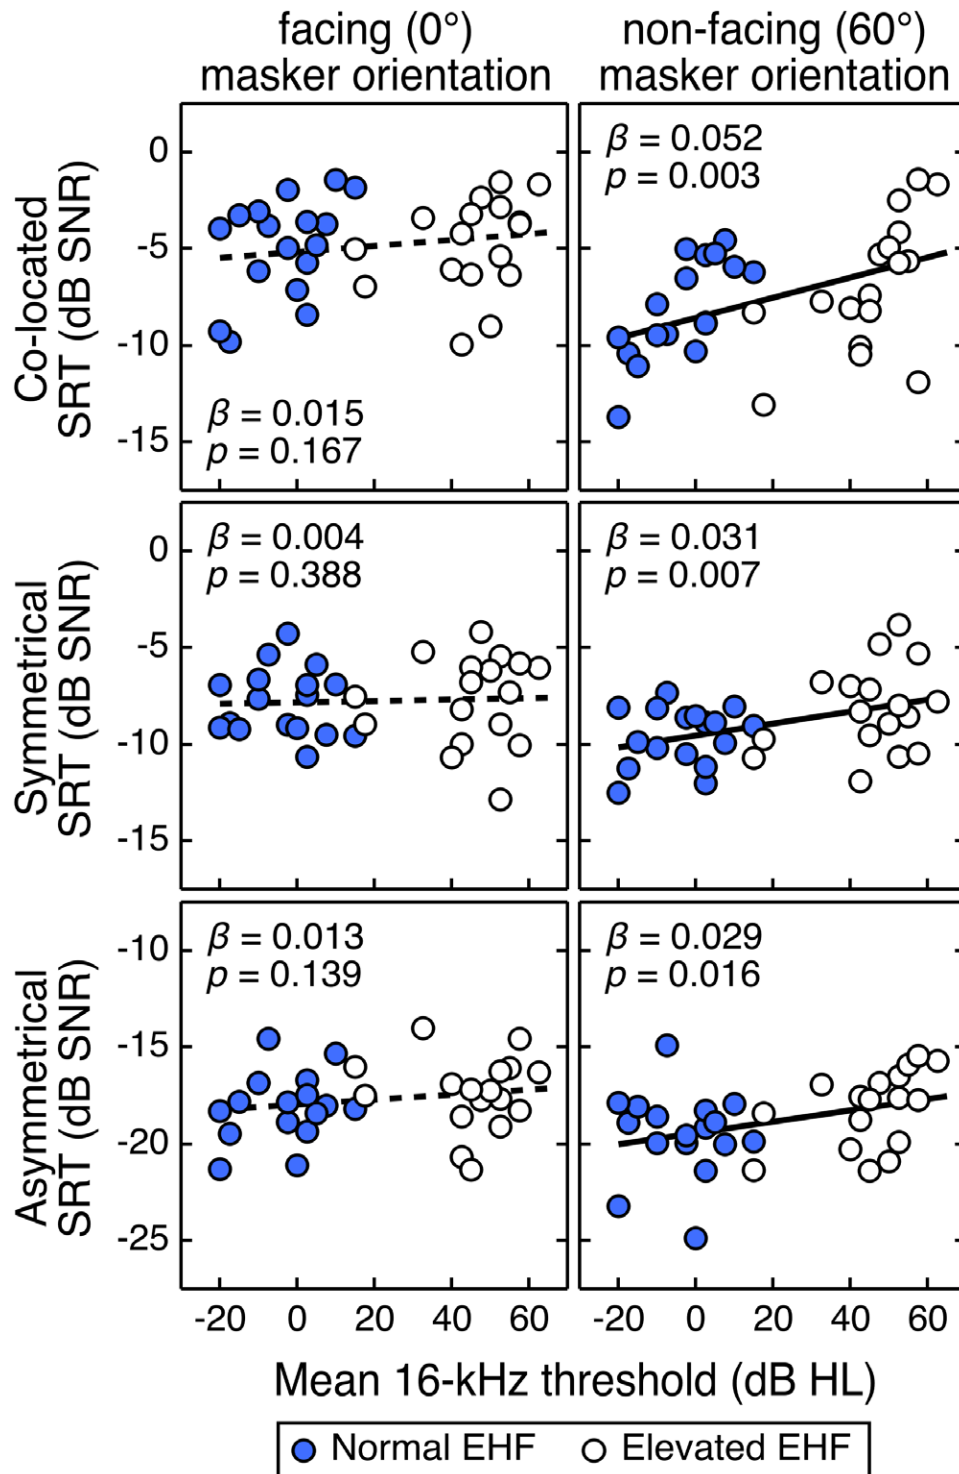 facing (0°)
masker orientation
non-facing (60°)
masker orientation
Co-located
SRT (dB SNR)
0
-5
-10
-15
β = 0.015
p = 0.167
β = 0.052
p = 0.003
Symmetrical
SRT (dB SNR)
0
-5
-10
-15
β = 0.004
p = 0.388
β = 0.031
p = 0.007
Asymmetrical
SRT (dB SNR)
-10
-15
-20
-25
β = 0.013
p = 0.139
β = 0.029
p = 0.016
-20 0 20 40 60
-20 0 20 40 60
Mean 16-kHz threshold (dB HL)
Normal EHF
Elevated EHF